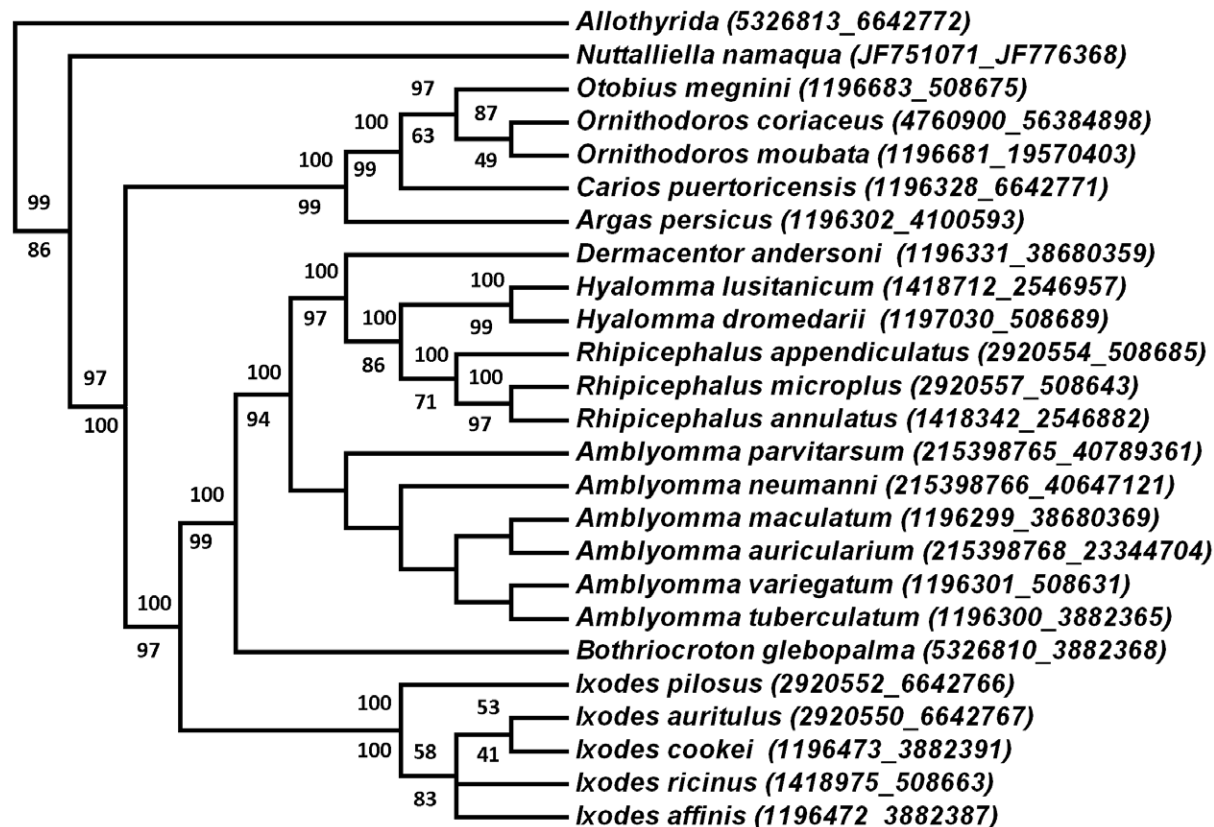 Allothyrida (5326813_6642772)
Nuttalliella namaqua (JF751071_JF776368)
97
Otobius megnini (1196683_508675)
87
100
Ornithodoros coriaceus (4760900_56384898)
63
100
49
Ornithodoros moubata (1196681_19570403)
99
Carios puertoricensis (1196328_6642771)
99
99
Argas persicus (1196302_4100593)
86
Dermacentor andersoni (1196331_38680359)
100
100
Hyalomma lusitanicum (1418712_2546957)
97
100
99
Hyalomma dromedarii (1197030_508689)
100
86
Rhipicephalus appendiculatus (2920554_508685)
100
100
97
Rhipicephalus microplus (2920557_508643)
71
100
94
97
Rhipicephalus annulatus (1418342_2546882)
Amblyomma parvitarsum (215398765_40789361)
100
Amblyomma neumanni (215398766_40647121)
Amblyomma maculatum (1196299_38680369)
99
Amblyomma auricularium (215398768_23344704)
Amblyomma variegatum (1196301_508631)
100
Amblyomma tuberculatum (1196300_3882365)
97
Bothriocroton glebopalma (5326810_3882368)
Ixodes pilosus (2920552_6642766)
100
53
Ixodes auritulus (2920550_6642767)
100
58
41
Ixodes cookei (1196473_3882391)
Ixodes ricinus (1418975_508663)
83
Ixodes affinis (1196472_3882387)